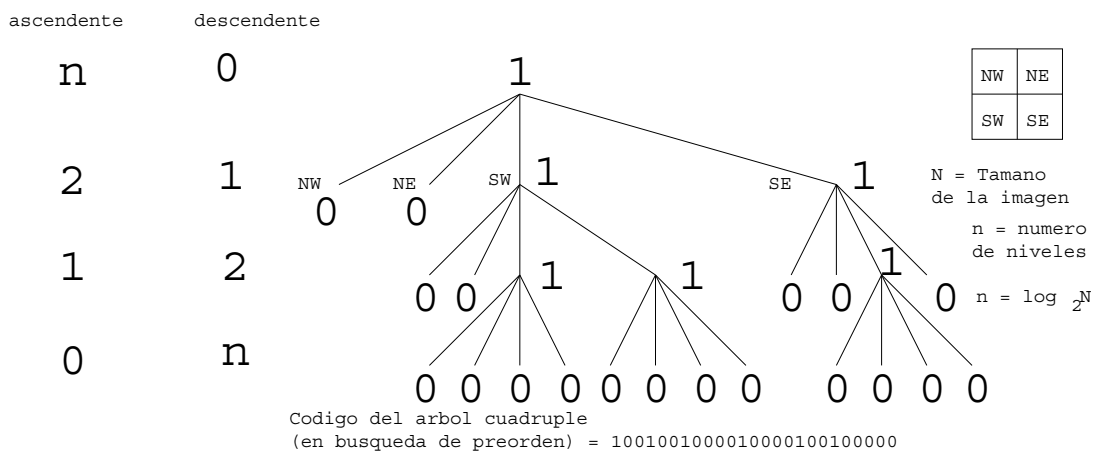 ascendente descendente
n 0 1
NW NE
SW SE
2 1 NW NE SW 1 SE 1
0 0
N = Tamano
de la imagen
n = numero
de niveles
1 2 1 1 1
0 0 0 0 0
n = log 2N
0 n
0 0 0 0 0 0 0 0 0 0 0 0
Codigo del arbol cuadruple
(en busqueda de preorden) = 1001001000010000100100000